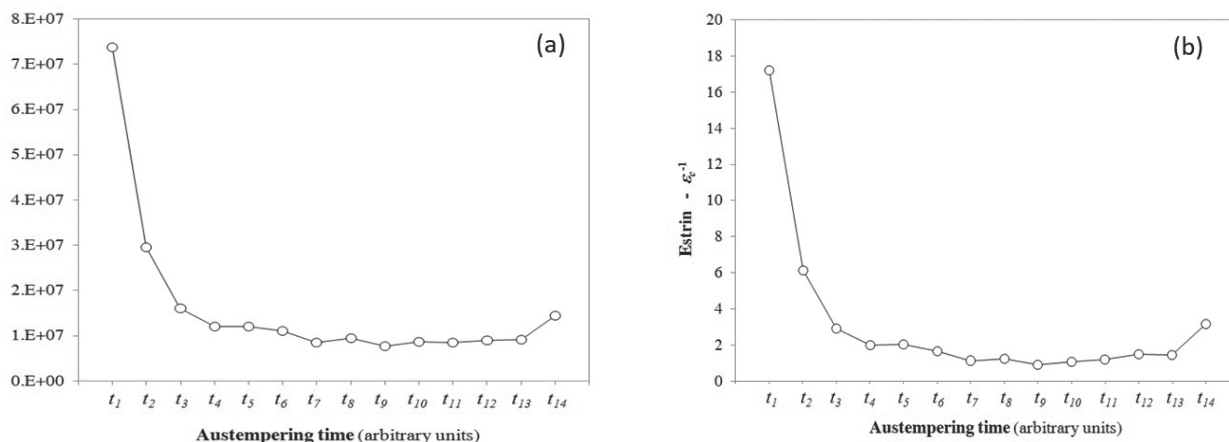 (a)
8.E+07
7.E+07
6.E+07
5.E+07
4.E+07
3.E+07
2.E+07
1.E+07
0.E+00
t1 t2 t3 t4 t5 t6 t7 t8 t9 t10 t11 t12 t13 t14
Austempering time (arbitrary units)
(b)
Estrin - εc-1
20
18
16
14
12
10
8
6
4
2
0
t1 t2 t3 t4 t5 t6 t7 t8 t9 t10 t11 t12 t13 t14
Austempering time (arbitrary units)